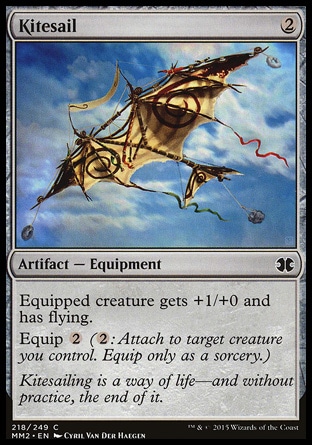 Kitesail 2
Artifact — Equipment
Equipped creature gets +1/+0 and
has flying.
Equip 2 (2: Attach to target creature
you control. Equip only as a sorcery.)
Kitesailing is a way of life—and without
practice, the end of it.
218/249 C
MM2 • EN Cyril Van Der Haegen
™ & © 2015 Wizards of the Coast